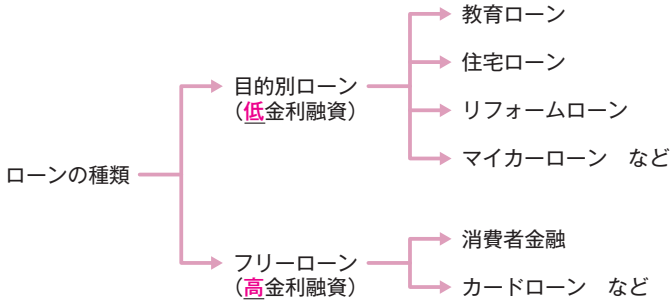 ローンの種類
目的別ローン
（低金利融資）
教育ローン
住宅ローン
リフォームローン
マイカーローン　など
フリーローン
（高金利融資）
消費者金融
カードローン　など